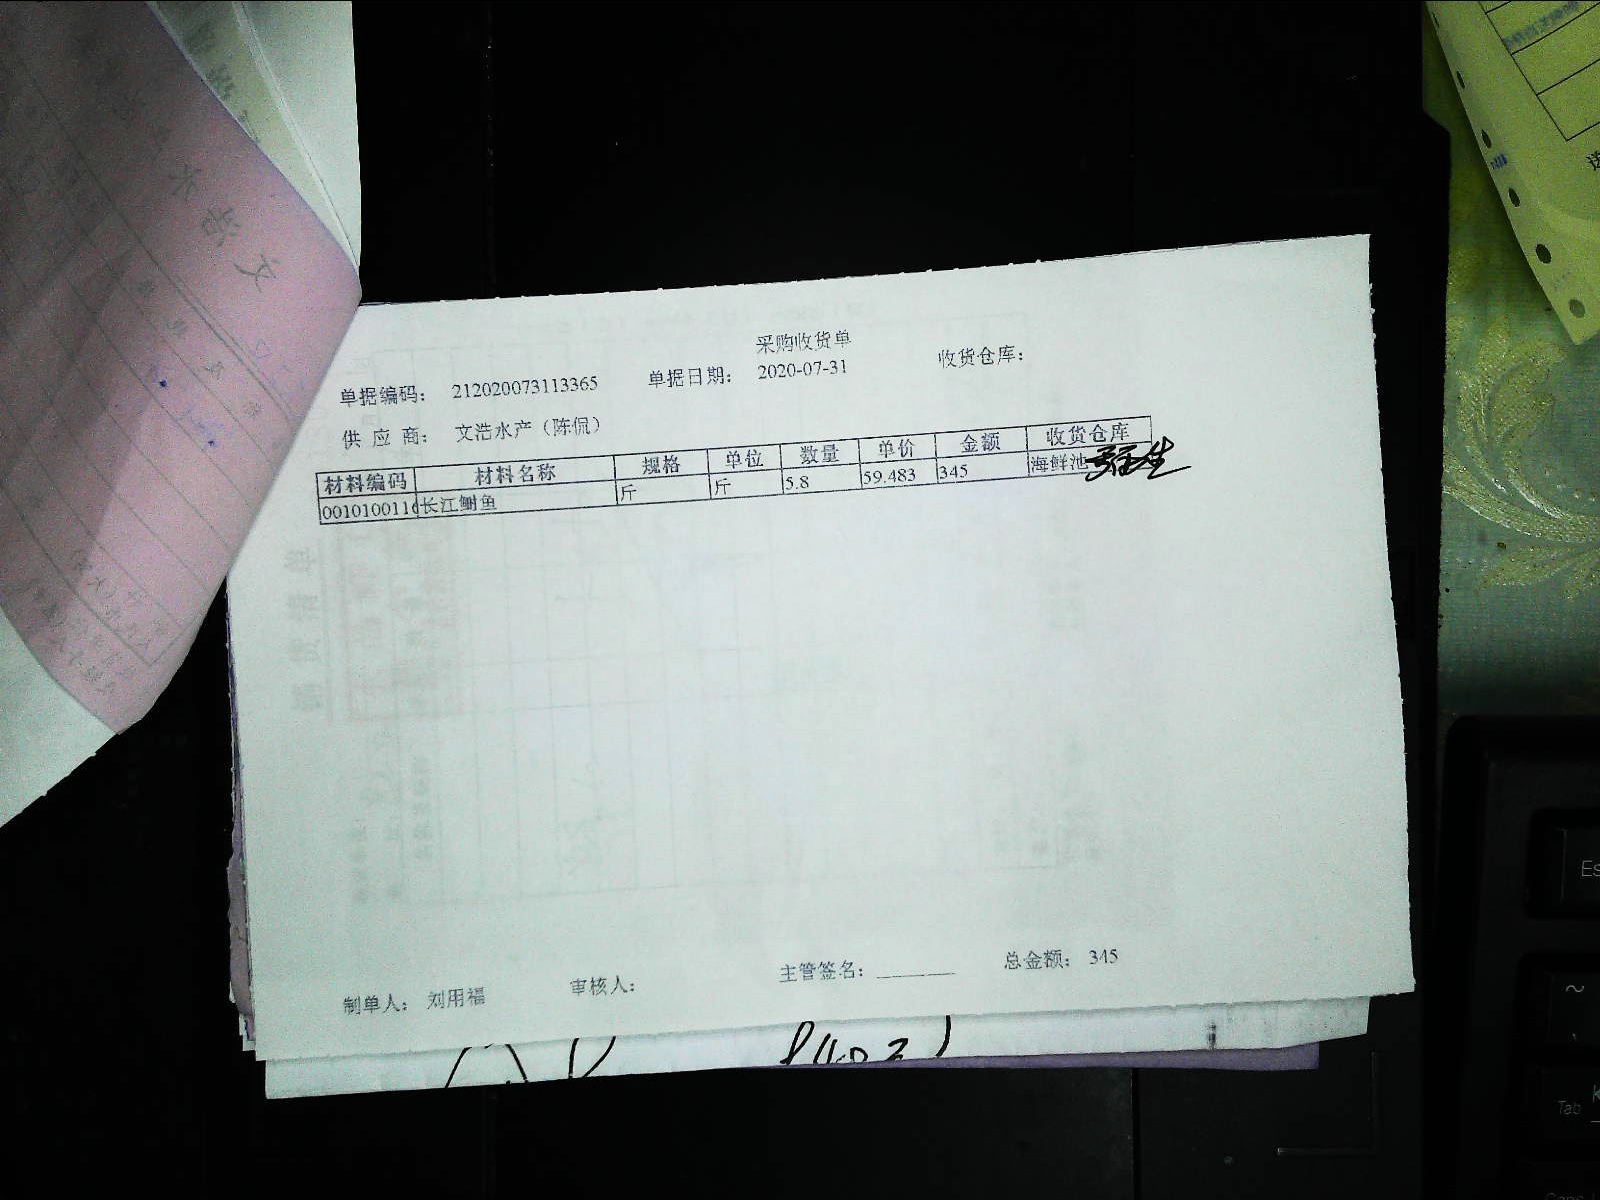 采购收货单
单据编码： 212020073113365 单据日期： 2020-07-31 收货仓库：
供 应 商： 文浩水产（陈侃）
材料编码 材料名称 规格 单位 数量 单价 金额 收货仓库
001010011 长江鮰鱼 斤 斤 5.8 59.483 345 海鲜池
制单人： 刘用福 审核人： 主管签名： 总金额： 345
Es
~
Tab